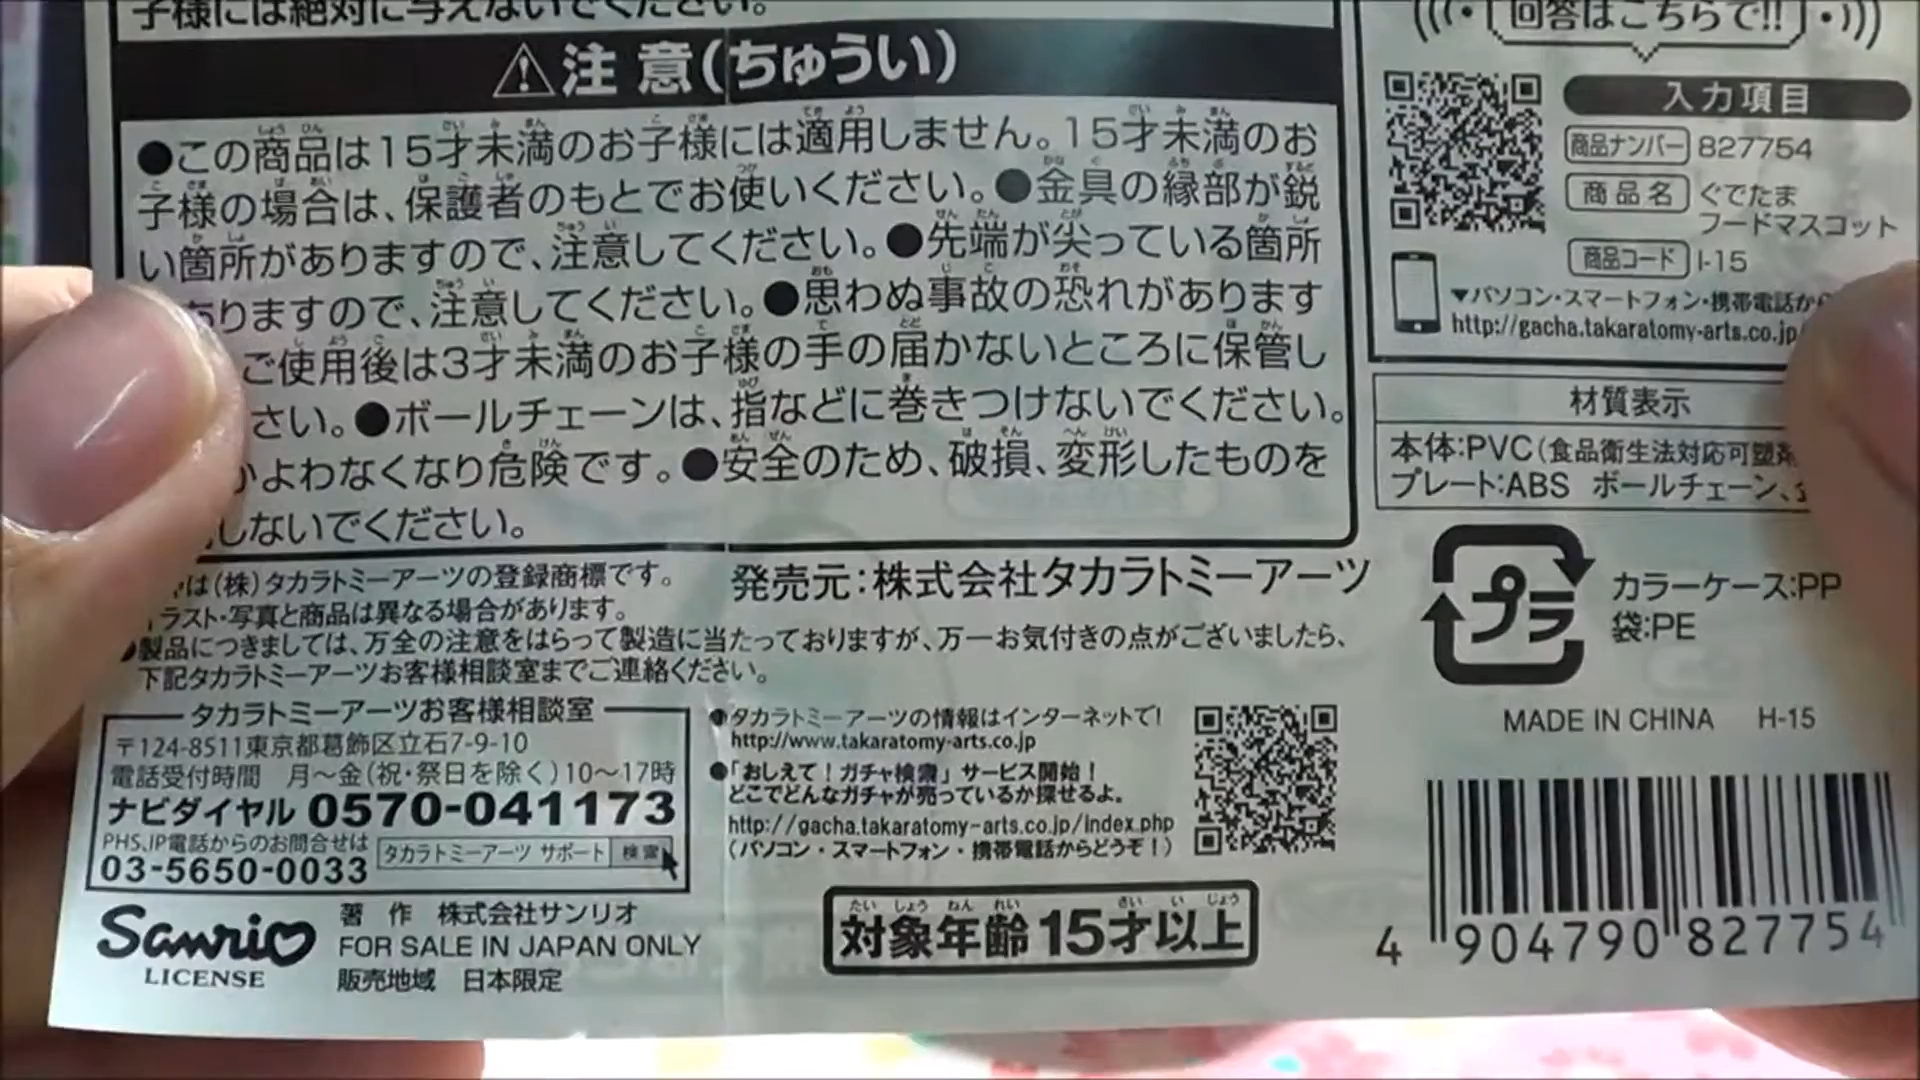 子様には絶対に与えないでください。
⚠注意(ちゅうい)
●この商品は15才未満のお子様には適用しません。15才未満のお
子様の場合は、保護者のもとでお使いください。●金具の縁部が鋭
い箇所がありますので、注意してください。●先端が尖っている箇所
ありますので、注意してください。●思わぬ事故の恐れがあります
ご使用後は3才未満のお子様の手の届かないところに保管し
さい。●ボールチェーンは、指などに巻きつけないでください。
かよわなくなり危険です。●安全のため、破損、変形したものを
しないでください。
は(株)タカラトミーアーツの登録商標です。
ラスト・写真と商品は異なる場合があります。
●製品につきましては、万全の注意をはらって製造に当たっておりますが、万一お気付きの点がございましたら、
下記タカラトミーアーツお客様相談室までご連絡ください。
発売元:株式会社タカラトミーアーツ
タカラトミーアーツお客様相談室
〒124-8511東京都葛飾区立石7-9-10
電話受付時間 月～金(祝・祭日を除く)10～17時
ナビダイヤル 0570-041173
PHS、IP電話からのお問合せは
03-5650-0033
タカラトミーアーツ サポート 検索
●タカラトミーアーツの情報はインターネットで!
http://www.takaratomy-arts.co.jp
●「おしえて!ガチャ検索」サービス開始!
どこでどんなガチャが売っているか探せるよ。
http://gacha.takaratomy-arts.co.jp/index.php
(パソコン・スマートフォン・携帯電話からどうぞ!)
Sanrio
LICENSE
著作 株式会社サンリオ
FOR SALE IN JAPAN ONLY
販売地域 日本限定
対象年齢15才以上
回答はこちらで!!
入力項目
商品ナンバー 827754
商品名 ぐでたま
フードマスコット
商品コード I-15
▼パソコン・スマートフォン・携帯電話か
http://gacha.takaratomy-arts.co.jp/
材質表示
本体:PVC(食品衛生法対応可塑剤
プレート:ABS ボールチェーン、
プラ
カラーケース:PP
袋:PE
MADE IN CHINA H-15
4 904790 827754